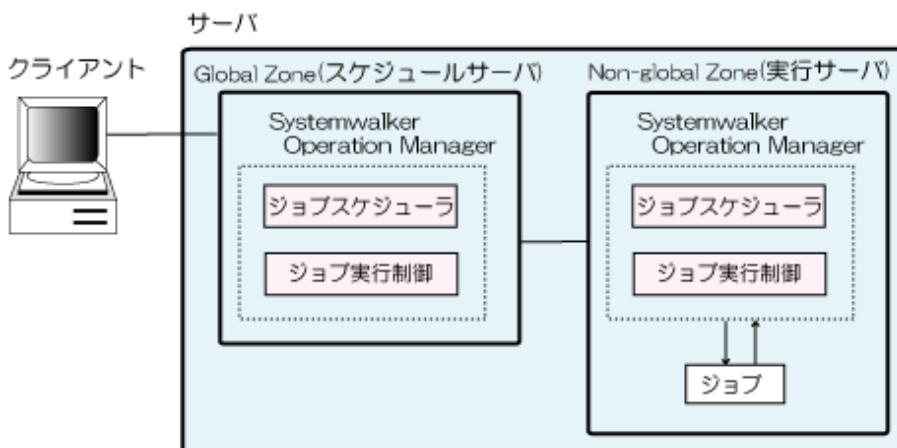 サーバ
クライアント
Global Zone(スケジュールサーバ)
Systemwalker
Operation Manager
ジョブスケジューラ
ジョブ実行制御
Non-global Zone(実行サーバ)
Systemwalker
Operation Manager
ジョブスケジューラ
ジョブ実行制御
ジョブ